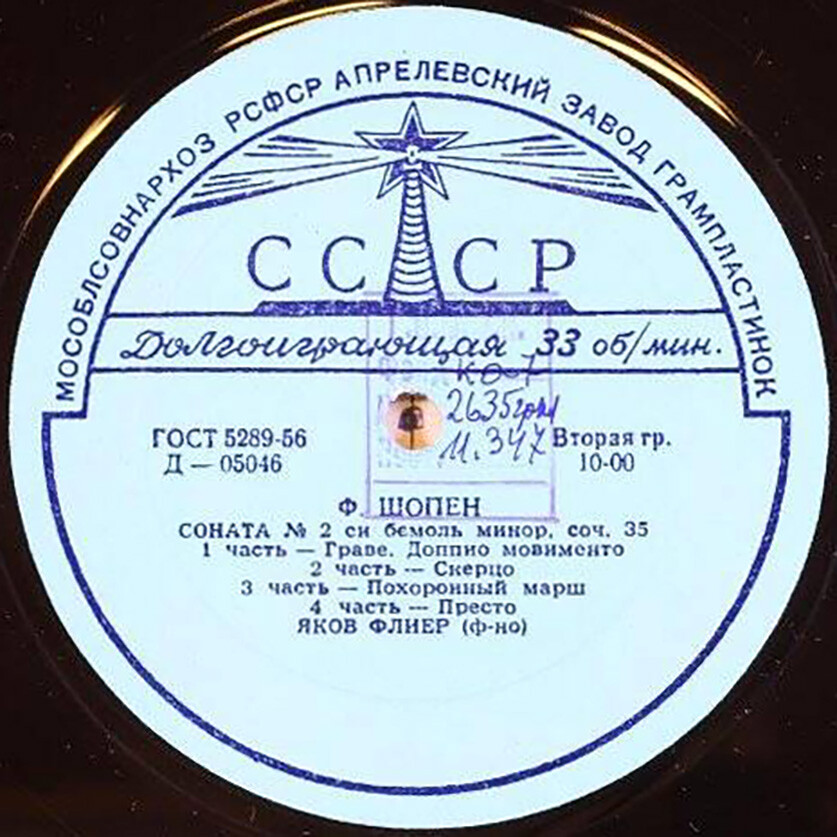 МОСОБЛСОВНАРХОЗ РСФСР АПРЕЛЕВСКИЙ ЗАВОД ГРАМПЛАСТИНОК
СССР
Долгоиграющая 33 об/мин.
ГОСТ 5289-56
Д — 05046
Вторая гр.
10-00
Ф. ШОПЕН
СОНАТА № 2 си бемоль минор, соч. 35
1 часть — Граве. Доппио мовименто
2 часть — Скерцо
3 часть — Похоронный марш
4 часть — Престо
ЯКОВ ФЛИЕР (ф-но)